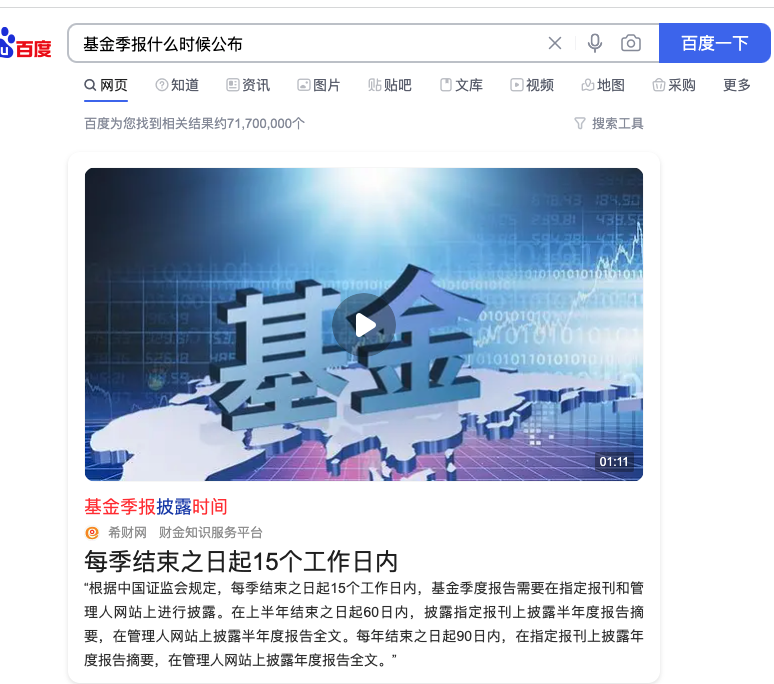 百度
基金季报什么时候公布
百度一下
网页 知道 资讯 图片 贴吧 文库 视频 地图 采购 更多
百度为您找到相关结果约71,700,000个
搜索工具
基金
01:11
基金季报披露时间
希财网 财金知识服务平台
每季结束之日起15个工作日内
“根据中国证监会规定，每季结束之日起15个工作日内，基金季度报告需要在指定报刊和管
理人网站上进行披露。在上半年结束之日起60日内，披露指定报刊上披露半年度报告摘
要，在管理人网站上披露半年度报告全文。每年结束之日起90日内，在指定报刊上披露年
度报告摘要，在管理人网站上披露年度报告全文。”